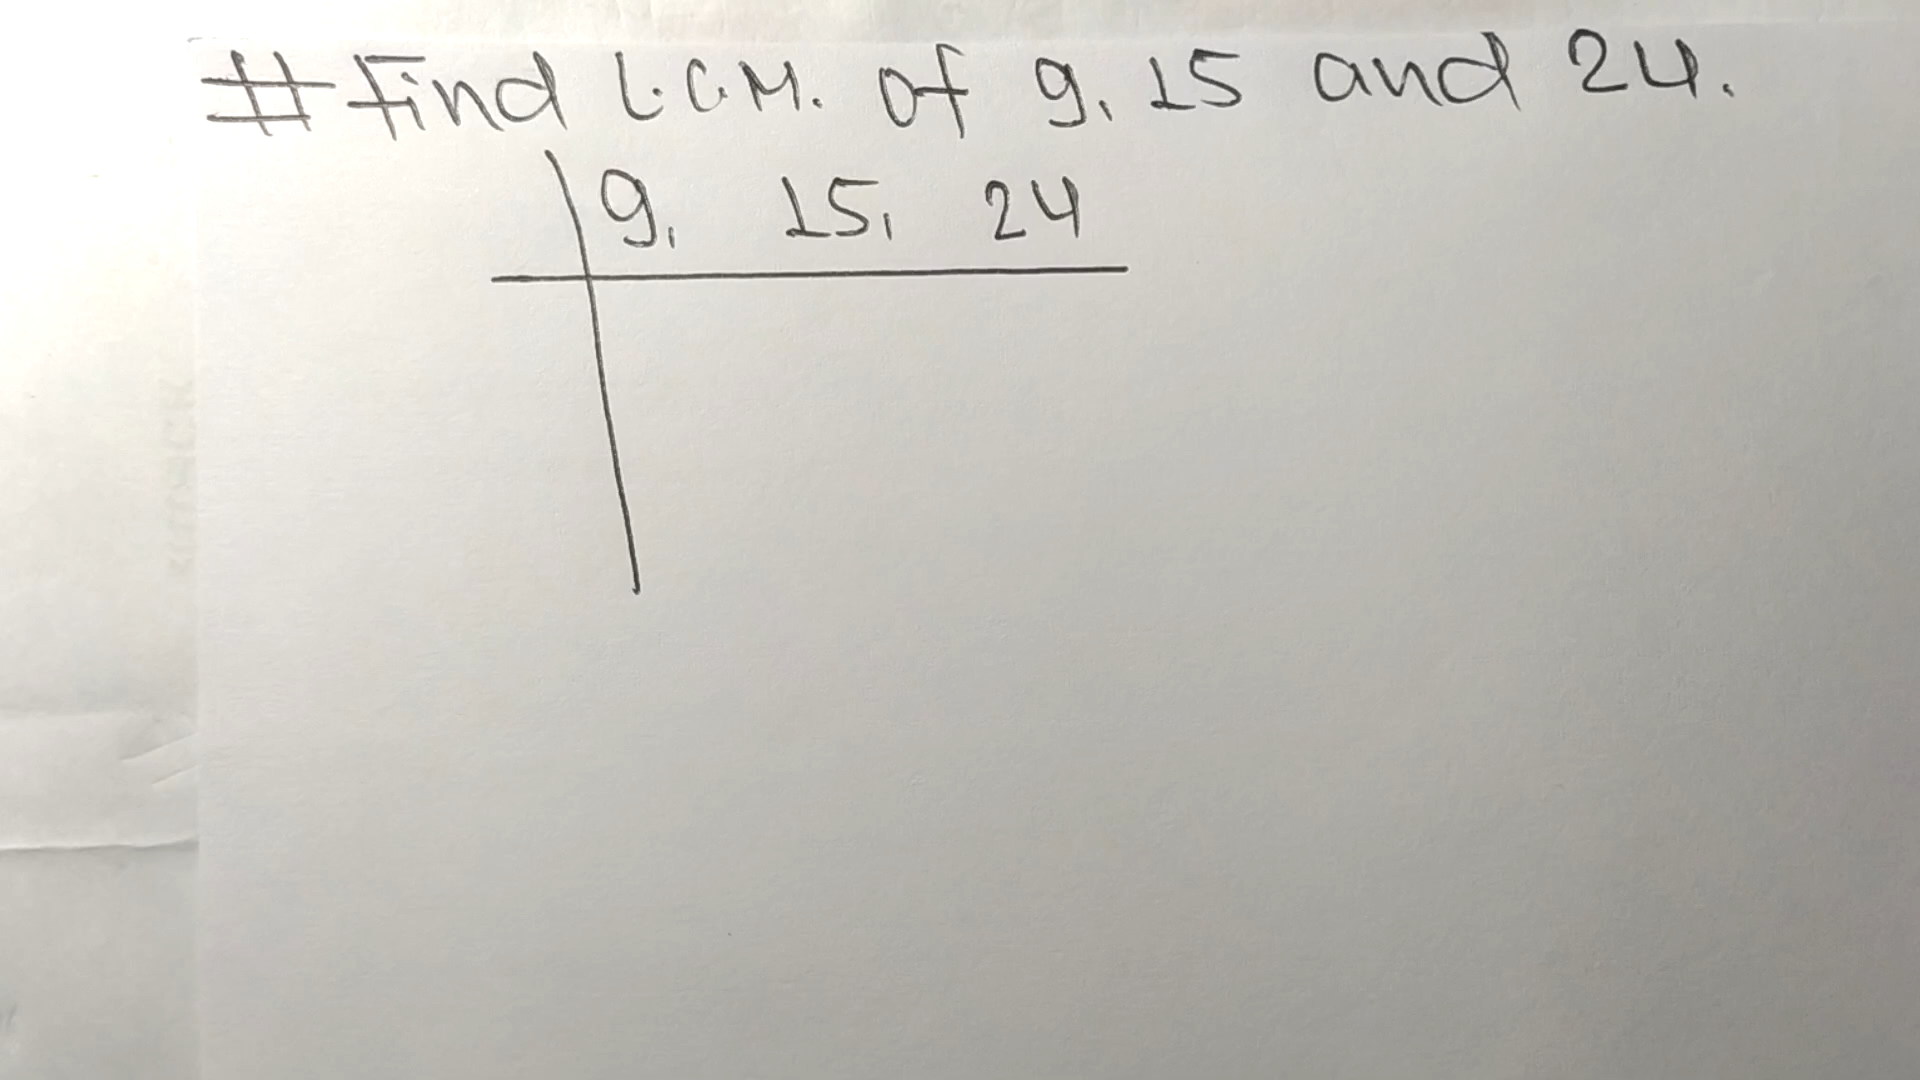 # Find L.C.M. of 9, 15 and 24.
9, 15, 24